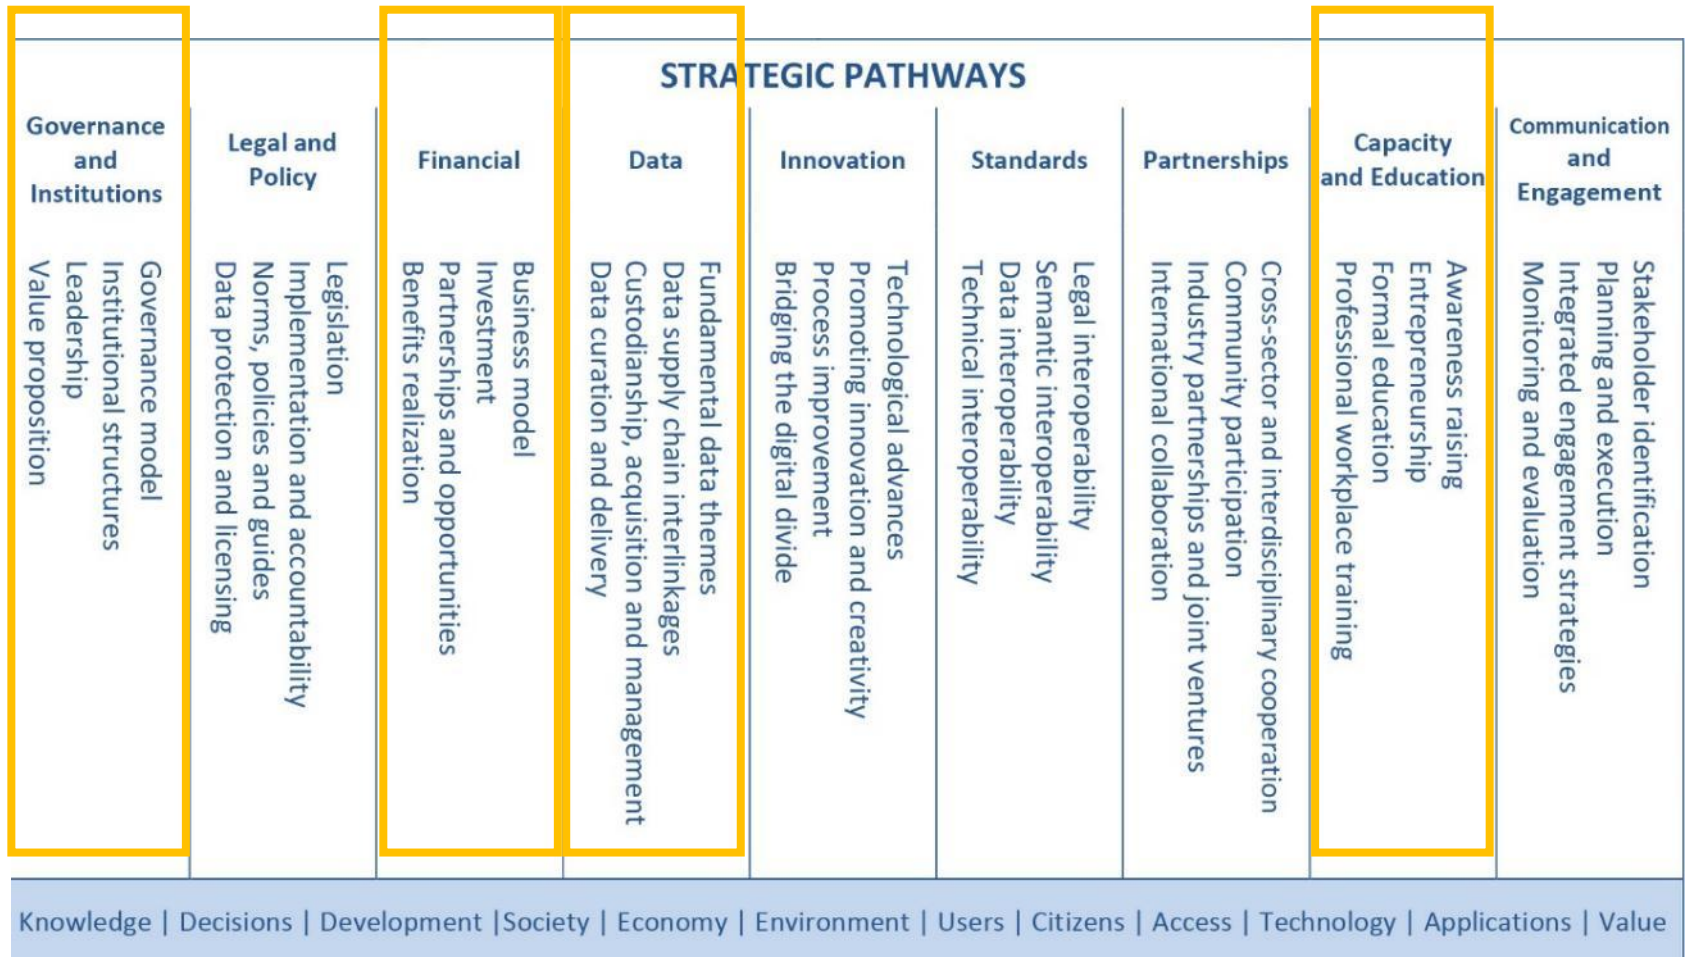 STRATEGIC PATHWAYS
Governance
and
Institutions
Governance model
Institutional structures
Leadership
Value proposition
Legal and
Policy
Legislation
Implementation and accountability
Norms, policies and guides
Data protection and licensing
Financial
Business model
Investment
Partnerships and opportunities
Benefits realization
Data
Fundamental data themes
Data supply chain interlinkages
Custodianship, acquisition and management
Data curation and delivery
Innovation
Technological advances
Promoting innovation and creativity
Process improvement
Bridging the digital divide
Standards
Legal interoperability
Semantic interoperability
Data interoperability
Technical interoperability
Partnerships
Cross-sector and interdisciplinary cooperation
Community participation
Industry partnerships and joint ventures
International collaboration
Capacity
and Education
Awareness raising
Entrepreneurship
Formal education
Professional workplace training
Communication
and
Engagement
Stakeholder identification
Planning and execution
Integrated engagement strategies
Monitoring and evaluation
Knowledge | Decisions | Development |Society | Economy | Environment | Users | Citizens | Access | Technology | Applications | Value